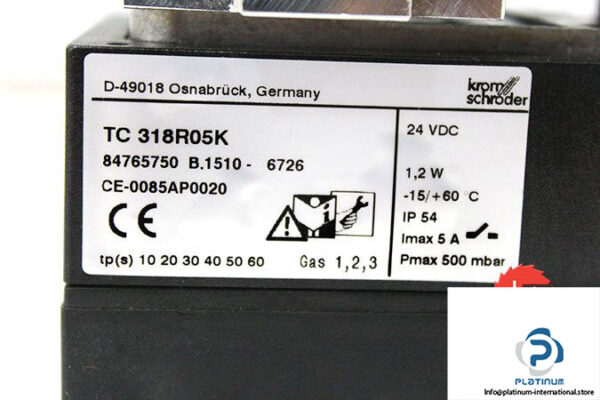 D-49018 Osnabrück, Germany
krom
schröder
TC 318R05K
84765750 B.1510 - 6726
CE-0085AP0020
CE
tp(s) 10 20 30 40 50 60
Gas 1,2,3
24 VDC
1,2 W
-15/+60 °C
IP 54
Imax 5 A
Pmax 500 mbar
PLATINUM
Info@platinum-international.store